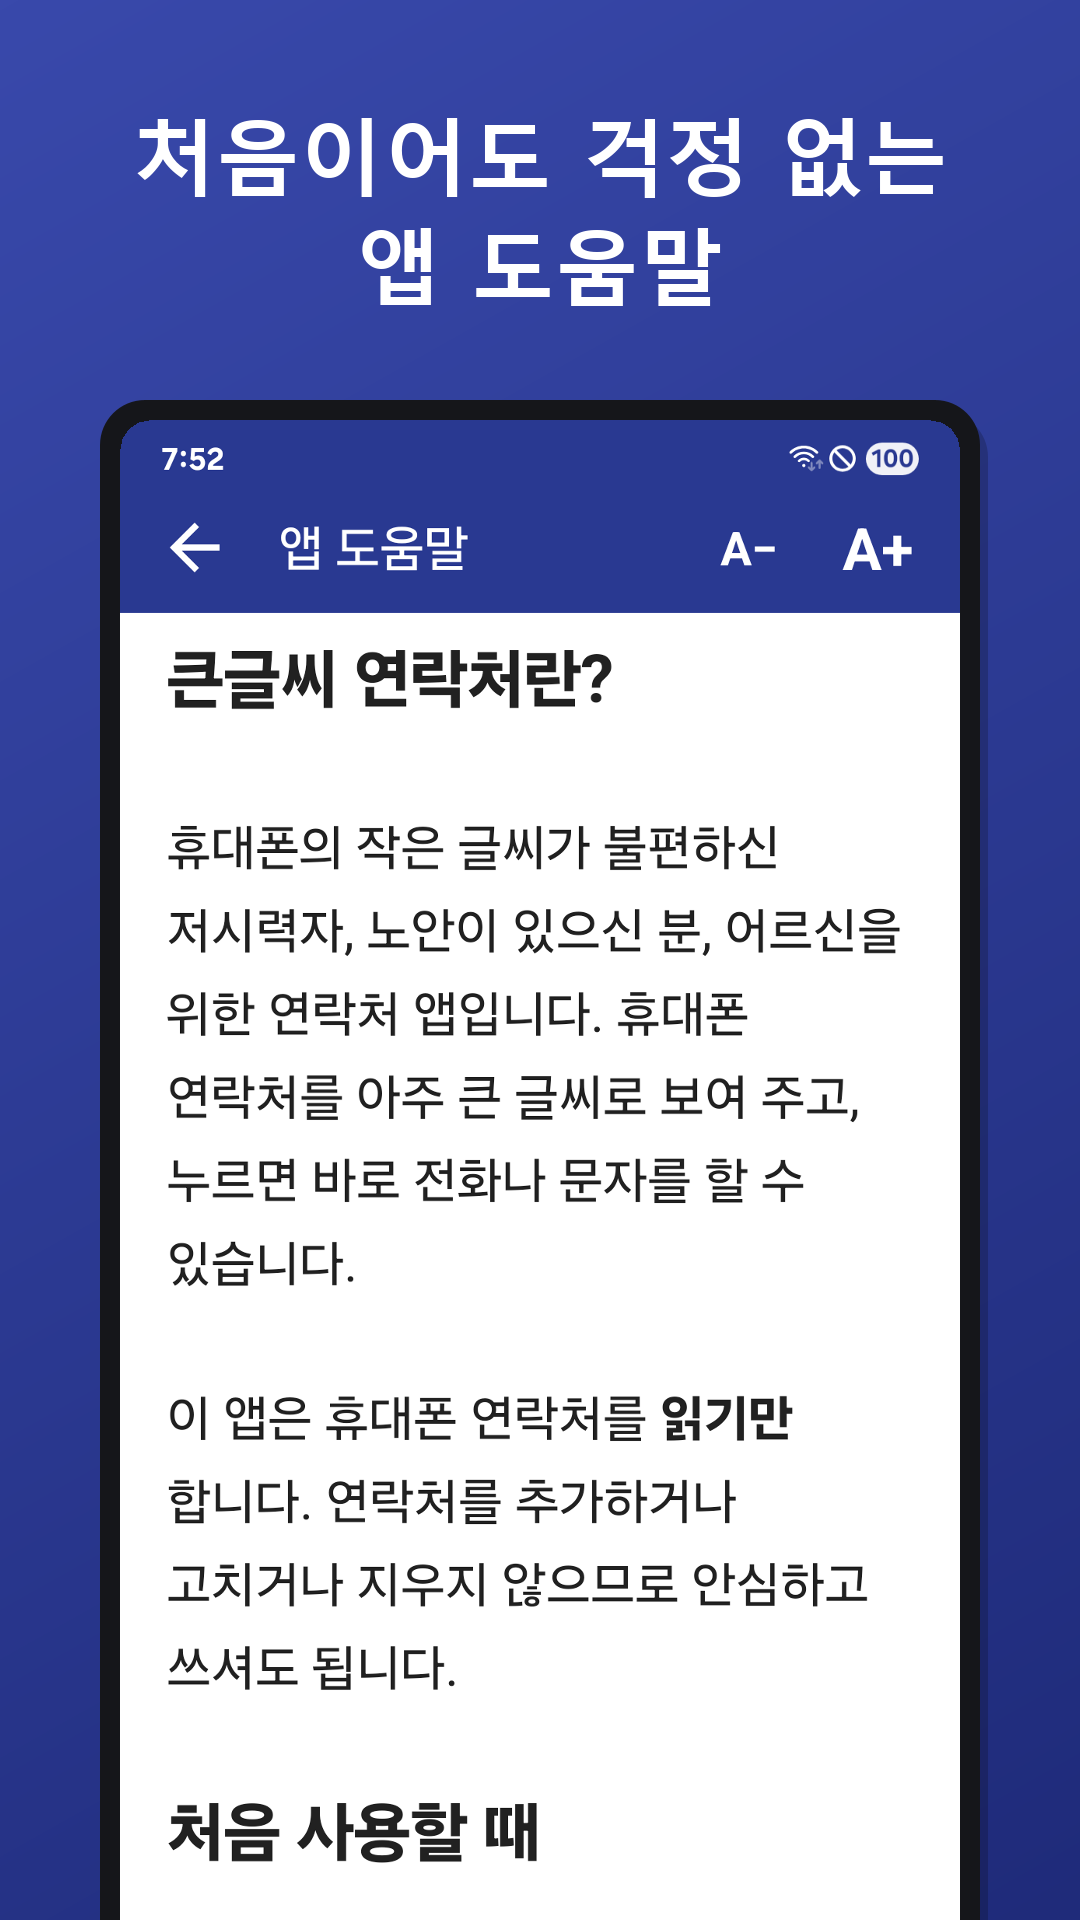 처음이어도 걱정 없는
앱 도움말
7:52
100
앱 도움말
A-
A+
큰글씨 연락처란?
휴대폰의 작은 글씨가 불편하신
저시력자, 노안이 있으신 분, 어르신을
위한 연락처 앱입니다. 휴대폰
연락처를 아주 큰 글씨로 보여 주고,
누르면 바로 전화나 문자를 할 수
있습니다.
이 앱은 휴대폰 연락처를 읽기만
합니다. 연락처를 추가하거나
고치거나 지우지 않으므로 안심하고
쓰셔도 됩니다.
처음 사용할 때